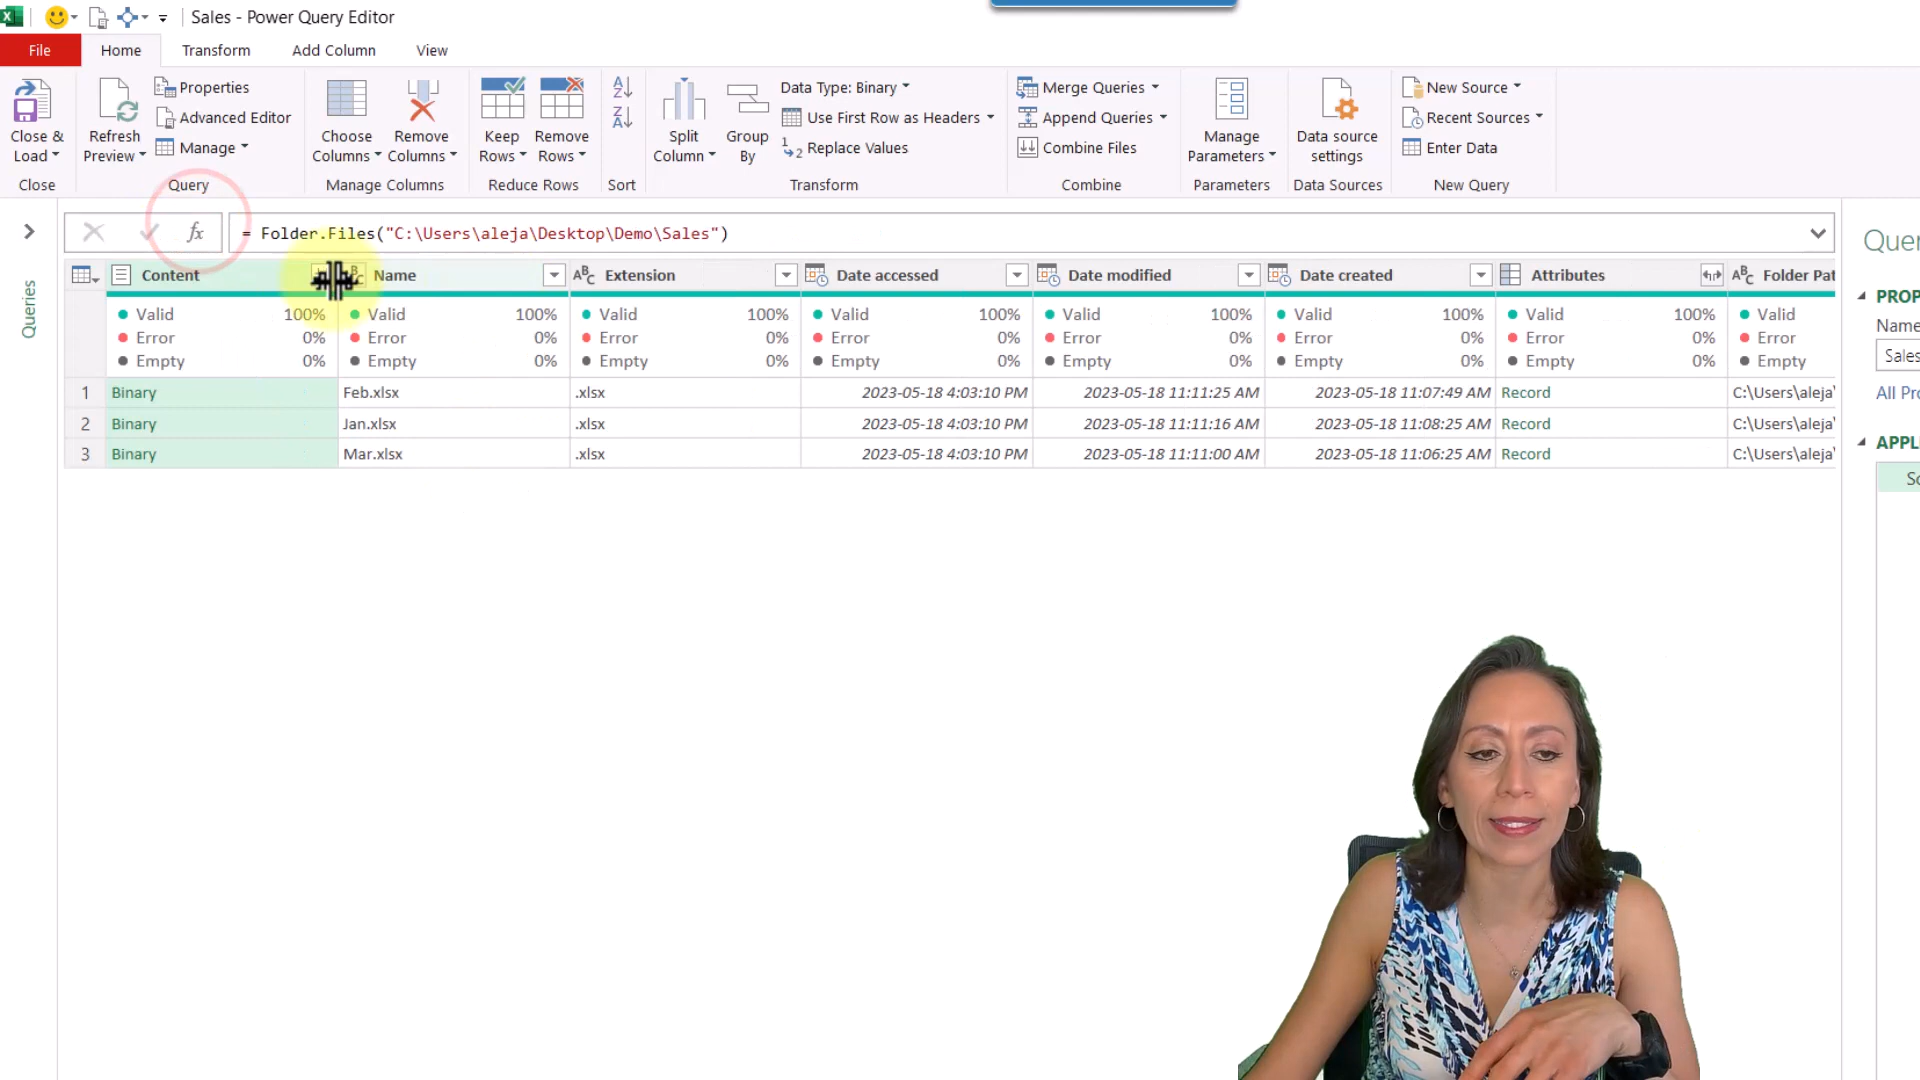 Sales - Power Query Editor
File Home Transform Add Column View
Close & Load
Refresh Preview
Properties
Advanced Editor
Manage
Choose Columns
Remove Columns
Keep Rows
Remove Rows
Split Column
Group By
Data Type: Binary
Use First Row as Headers
Replace Values
Merge Queries
Append Queries
Combine Files
Manage Parameters
Data source settings
New Source
Recent Sources
Enter Data
Close Query Manage Columns Reduce Rows Sort Transform Combine Parameters Data Sources New Query
fx = Folder.Files("C:\Users\aleja\Desktop\Demo\Sales")
Queries
Content Name Extension Date accessed Date modified Date created Attributes Folder Pat
Valid 100% Valid 100% Valid 100% Valid 100% Valid 100% Valid 100% Valid 100% Valid
Error 0% Error 0% Error 0% Error 0% Error 0% Error 0% Error 0% Error
Empty 0% Empty 0% Empty 0% Empty 0% Empty 0% Empty 0% Empty 0% Empty
1 Binary Feb.xlsx .xlsx 2023-05-18 4:03:10 PM 2023-05-18 11:11:25 AM 2023-05-18 11:07:49 AM Record C:\Users\aleja\
2 Binary Jan.xlsx .xlsx 2023-05-18 4:03:10 PM 2023-05-18 11:11:16 AM 2023-05-18 11:08:25 AM Record C:\Users\aleja\
3 Binary Mar.xlsx .xlsx 2023-05-18 4:03:10 PM 2023-05-18 11:11:00 AM 2023-05-18 11:06:25 AM Record C:\Users\aleja\
Quer
PROP
Name
Sales
All Pro
APPL
So